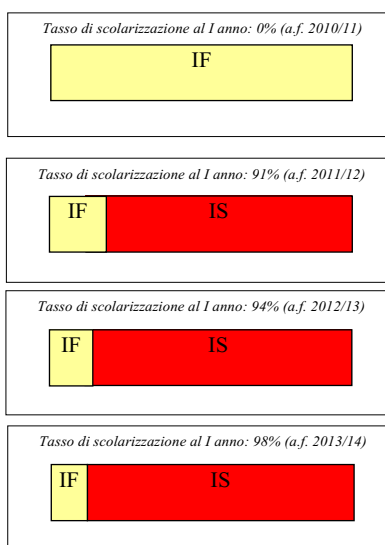 Tasso di scolarizzazione al I anno: 0% (a.f. 2010/11)
IF
Tasso di scolarizzazione al I anno: 91% (a.f. 2011/12)
IF IS
Tasso di scolarizzazione al I anno: 94% (a.f. 2012/13)
IF IS
Tasso di scolarizzazione al I anno: 98% (a.f. 2013/14)
IF IS